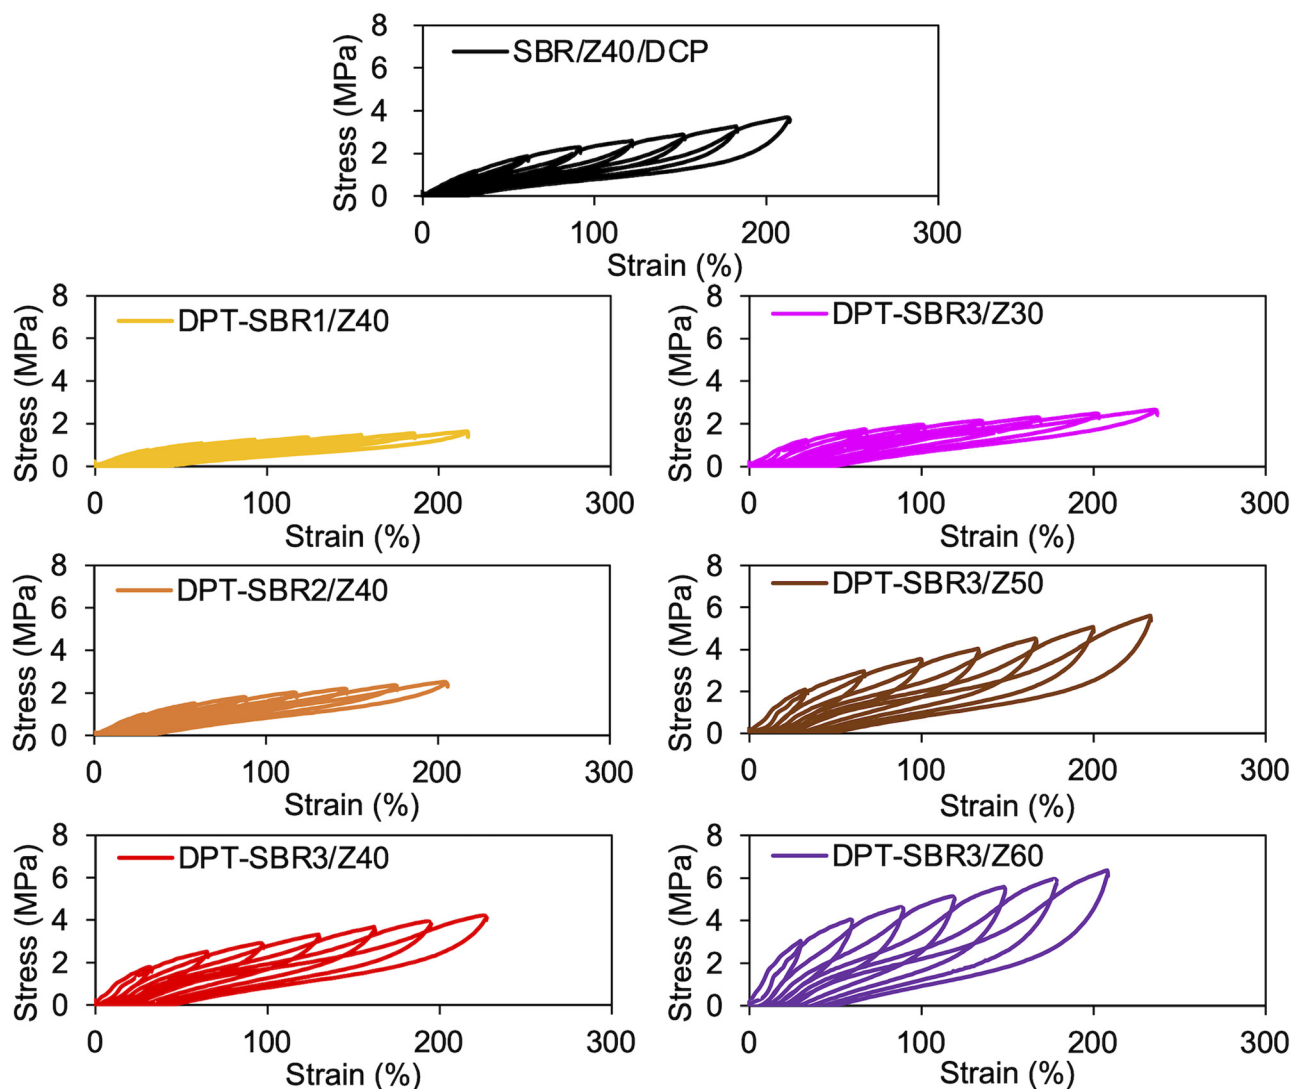 SBR/Z40/DCP
Stress (MPa)
8
6
4
2
0
0 100 200 300
Strain (%)
DPT-SBR1/Z40
Stress (MPa)
8
6
4
2
0
0 100 200 300
Strain (%)
DPT-SBR3/Z30
Stress (MPa)
8
6
4
2
0
0 100 200 300
Strain (%)
DPT-SBR2/Z40
Stress (MPa)
8
6
4
2
0
0 100 200 300
Strain (%)
DPT-SBR3/Z50
Stress (MPa)
8
6
4
2
0
0 100 200 300
Strain (%)
DPT-SBR3/Z40
Stress (MPa)
8
6
4
2
0
0 100 200 300
Strain (%)
DPT-SBR3/Z60
Stress (MPa)
8
6
4
2
0
0 100 200 300
Strain (%)